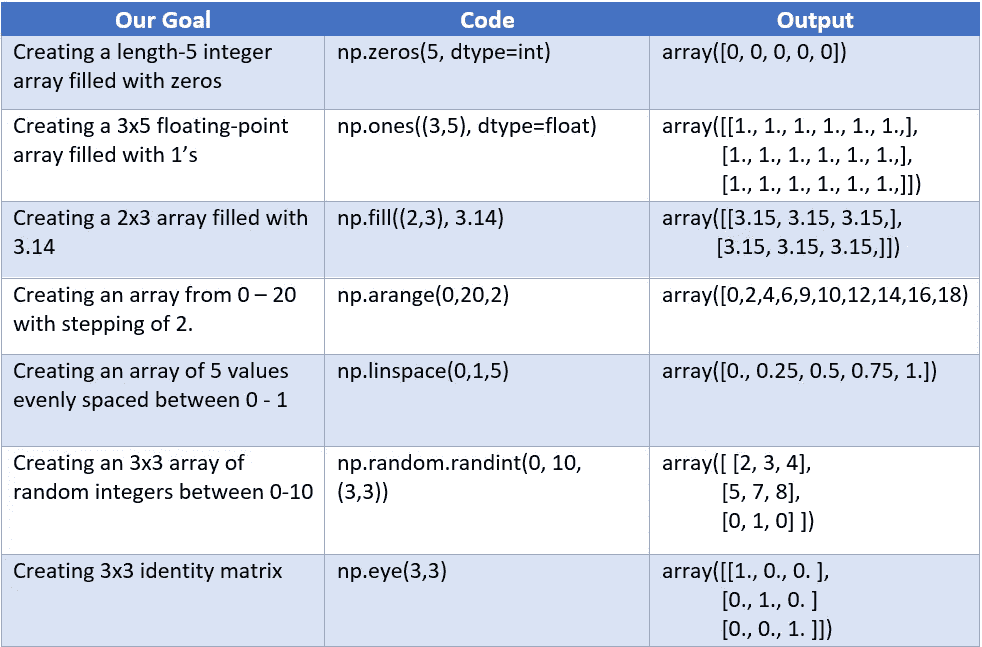 Our Goal Code Output
Creating a length-5 integer np.zeros(5, dtype=int) array([0, 0, 0, 0, 0])
array filled with zeros
Creating a 3x5 floating-point np.ones((3,5), dtype=float) array([[1., 1., 1., 1., 1., 1.,],
array filled with 1’s [1., 1., 1., 1., 1., 1.,],
[1., 1., 1., 1., 1., 1.,]])
Creating a 2x3 array filled with np.fill((2,3), 3.14) array([[3.15, 3.15, 3.15,],
3.14 [3.15, 3.15, 3.15,]])
Creating an array from 0 – 20 np.arange(0,20,2) array([0,2,4,6,9,10,12,14,16,18)
with stepping of 2.
Creating an array of 5 values np.linspace(0,1,5) array([0., 0.25, 0.5, 0.75, 1.])
evenly spaced between 0 - 1
Creating an 3x3 array of np.random.randint(0, 10, array([ [2, 3, 4],
random integers between 0-10 (3,3)) [5, 7, 8],
[0, 1, 0] ])
Creating 3x3 identity matrix np.eye(3,3) array([[1., 0., 0. ],
[0., 1., 0. ]
[0., 0., 1. ]])